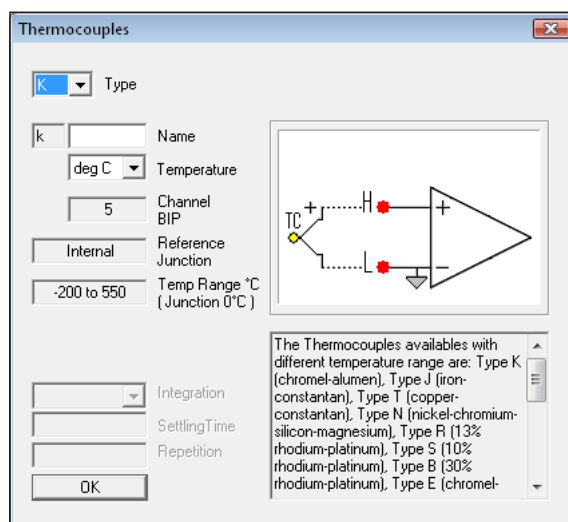 Thermocouples
K Type
k Name
deg C Temperature
5 Channel
BIP
Internal Reference
Junction
-200 to 550 Temp Range °C
( Junction 0°C )
TC + H +
L −
The Thermocouples availables with
different temperature range are: Type K
(chromel-alumen), Type J (iron-
constantan), Type T (copper-
constantan), Type N (nickel-chromium-
silicon-magnesium), Type R (13%
rhodium-platinum), Type S (10%
rhodium-platinum), Type B (30%
rhodium-platinum), Type E (chromel-
Integration
SettlingTime
Repetition
OK